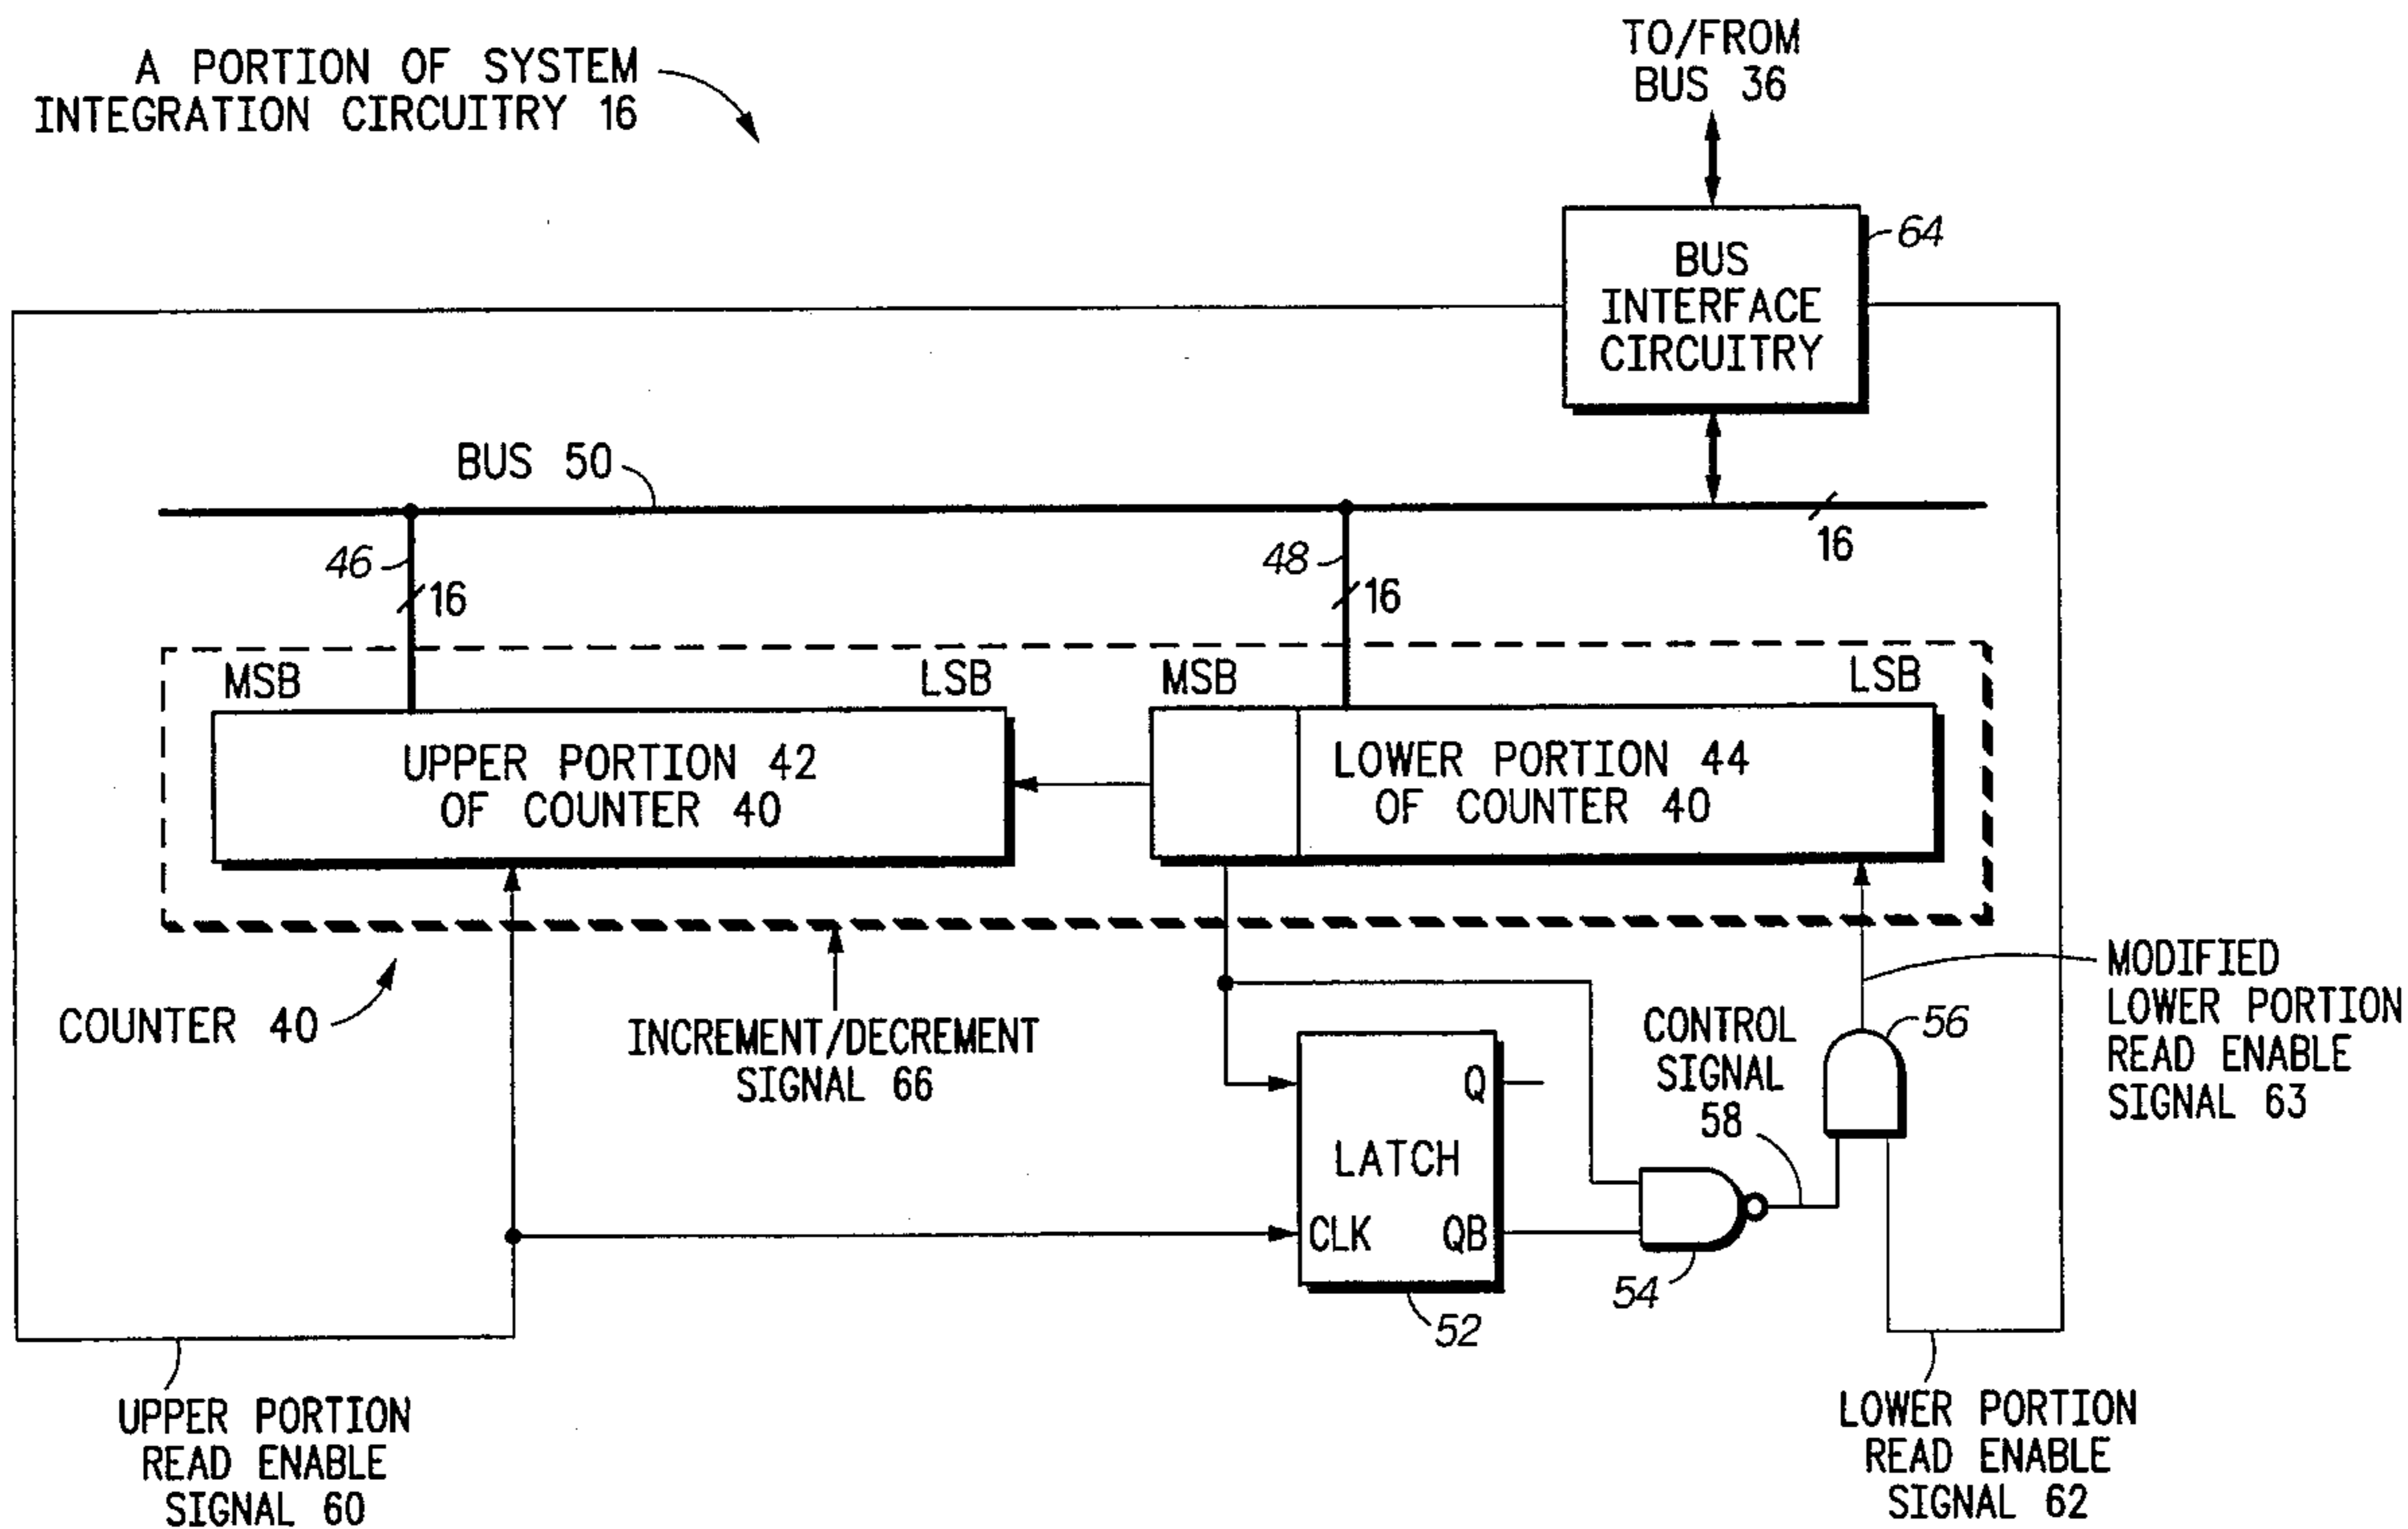 A PORTION OF SYSTEM
INTEGRATION CIRCUITRY 16
TO/FROM
BUS 36
BUS
INTERFACE
CIRCUITRY
64
BUS 50
16
46
16
48
16
MSB
LSB
MSB
LSB
UPPER PORTION 42
OF COUNTER 40
LOWER PORTION 44
OF COUNTER 40
COUNTER 40
INCREMENT/DECREMENT
SIGNAL 66
MODIFIED
LOWER PORTION
READ ENABLE
SIGNAL 63
CONTROL
SIGNAL
58
56
Q
LATCH
CLK
QB
52
54
UPPER PORTION
READ ENABLE
SIGNAL 60
LOWER PORTION
READ ENABLE
SIGNAL 62